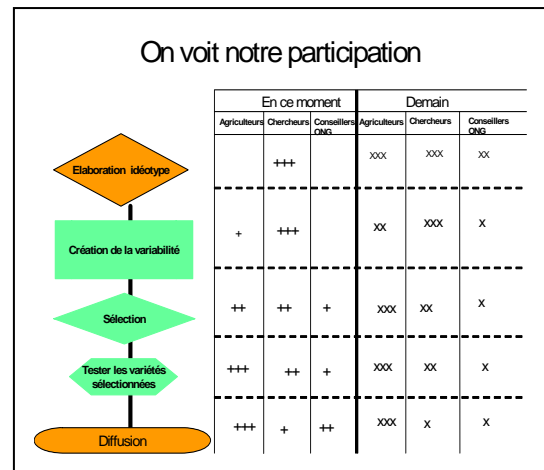 On voit notre participation
En ce moment Demain
Agriculteurs Chercheurs Conseillers ONG Agriculteurs Chercheurs Conseillers ONG
Elaboration idéotype +++ xxx xxx xx
Création de la variabilité + +++ xx xxx x
Sélection ++ ++ + xxx xx x
Tester les variétés sélectionnées +++ ++ + xxx xx x
Diffusion +++ + ++ xxx x x